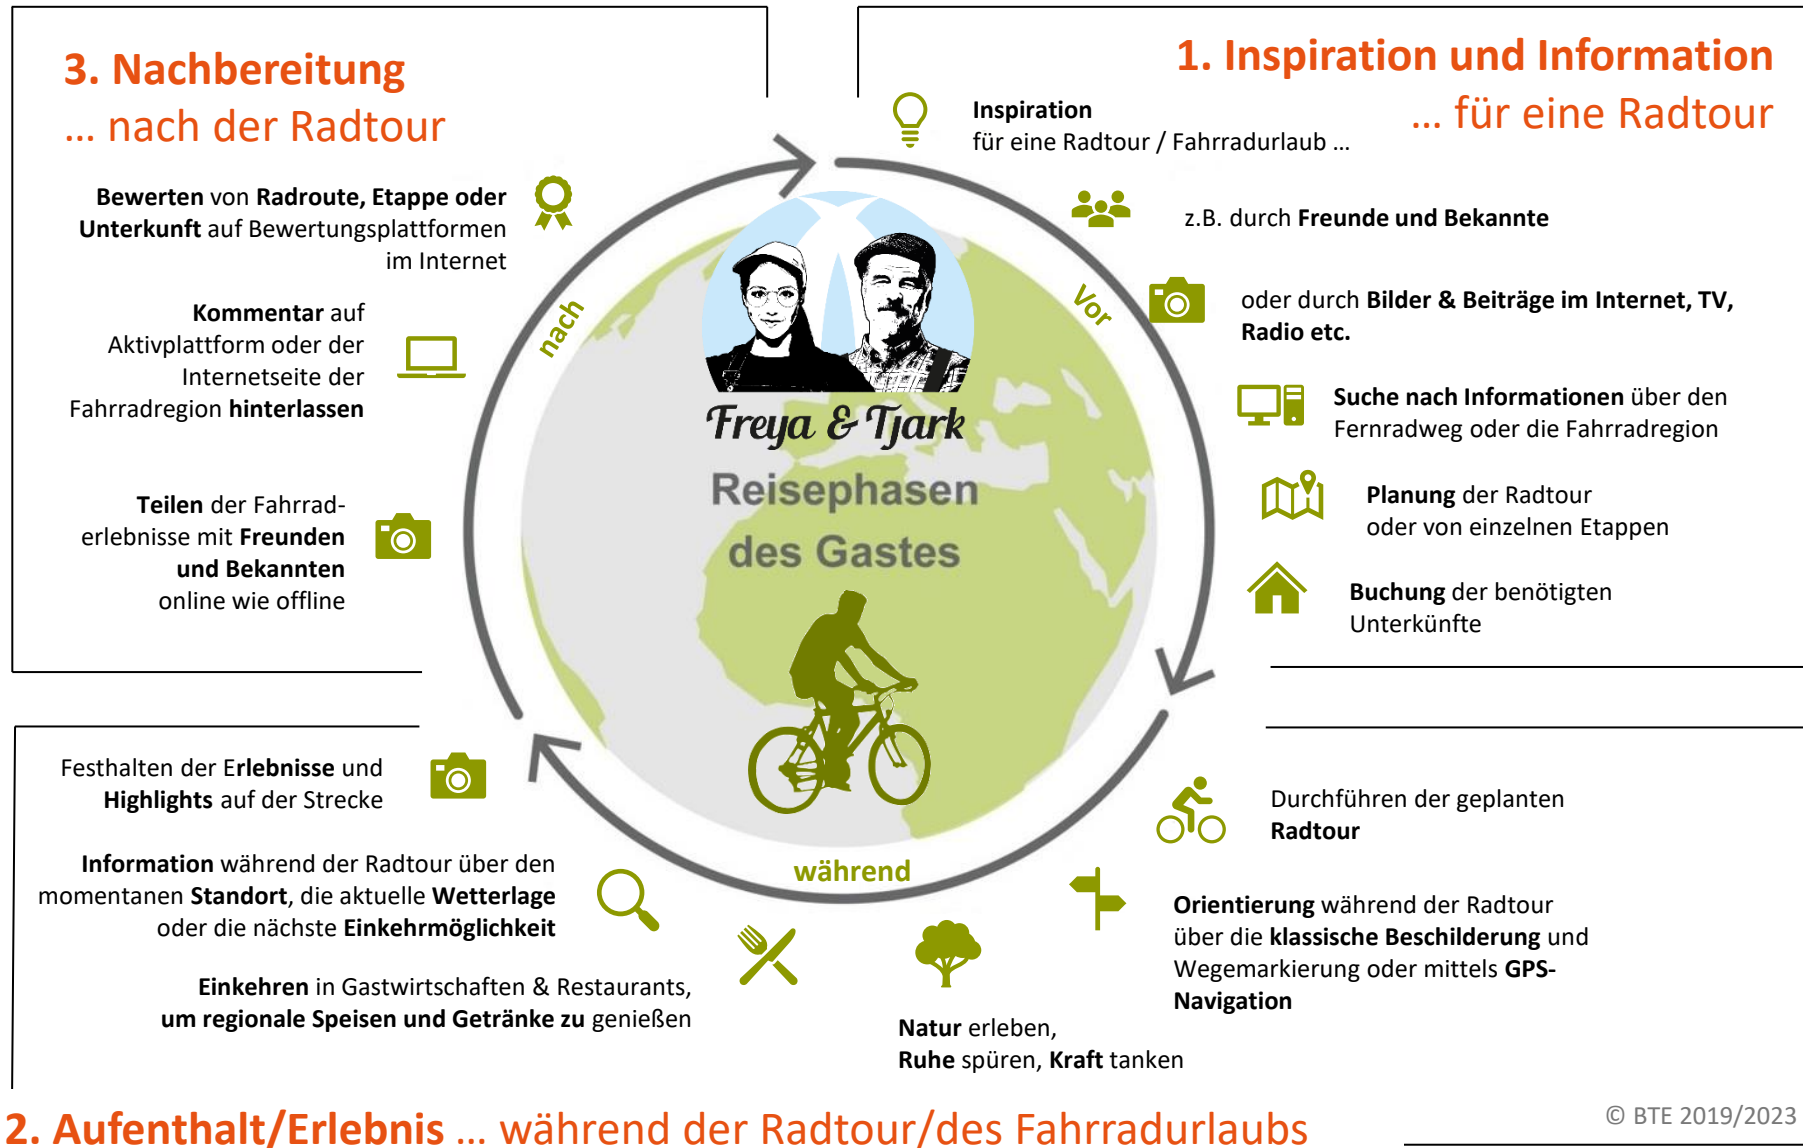 3. Nachbereitung
... nach der Radtour
Bewerten von Radroute, Etappe oder
Unterkunft auf Bewertungsplattformen
im Internet
Kommentar auf
Aktivplattform oder der
Internetseite der
Fahrradregion hinterlassen
Teilen der Fahrrad-
erlebnisse mit Freunden
und Bekannten
online wie offline
1. Inspiration und Information
... für eine Radtour
Inspiration
für eine Radtour / Fahrradurlaub ...
z.B. durch Freunde und Bekannte
oder durch Bilder & Beiträge im Internet, TV,
Radio etc.
Suche nach Informationen über den
Fernradweg oder die Fahrradregion
Planung der Radtour
oder von einzelnen Etappen
Buchung der benötigten
Unterkünfte
nach
Vor
Freya & Tjark
Reisephasen
des Gastes
während
Festhalten der Erlebnisse und
Highlights auf der Strecke
Information während der Radtour über den
momentanen Standort, die aktuelle Wetterlage
oder die nächste Einkehrmöglichkeit
Einkehren in Gastwirtschaften & Restaurants,
um regionale Speisen und Getränke zu genießen
Natur erleben,
Ruhe spüren, Kraft tanken
Durchführen der geplanten
Radtour
Orientierung während der Radtour
über die klassische Beschilderung und
Wegemarkierung oder mittels GPS-
Navigation
2. Aufenthalt/Erlebnis ... während der Radtour/des Fahrradurlaubs
© BTE 2019/2023